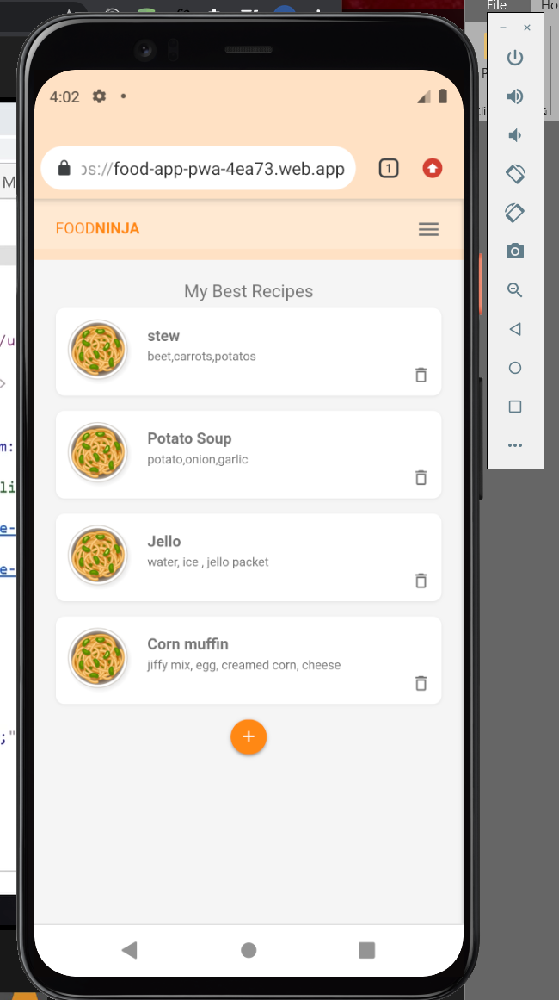 File
Ho
4:02
ps://food-app-pwa-4ea73.web.app
1
FOODNINJA
My Best Recipes
stew
beet,carrots,potatos
Potato Soup
potato,onion,garlic
Jello
water, ice , jello packet
Corn muffin
jiffy mix, egg, creamed corn, cheese
+
M
/u
>
m:
li
e-
e-
;"